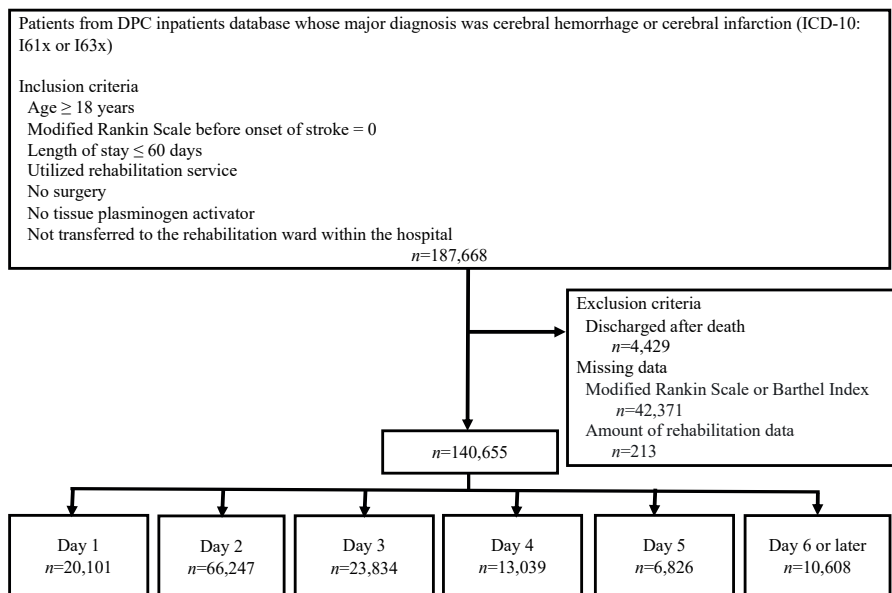 Patients from DPC inpatients database whose major diagnosis was cerebral hemorrhage or cerebral infarction (ICD-10:
I61x or I63x)
Inclusion criteria
Age ≥ 18 years
Modified Rankin Scale before onset of stroke = 0
Length of stay ≤ 60 days
Utilized rehabilitation service
No surgery
No tissue plasminogen activator
Not transferred to the rehabilitation ward within the hospital
n=187,668
Exclusion criteria
Discharged after death
n=4,429
Missing data
Modified Rankin Scale or Barthel Index
n=42,371
Amount of rehabilitation data
n=213
n=140,655
Day 1
n=20,101
Day 2
n=66,247
Day 3
n=23,834
Day 4
n=13,039
Day 5
n=6,826
Day 6 or later
n=10,608